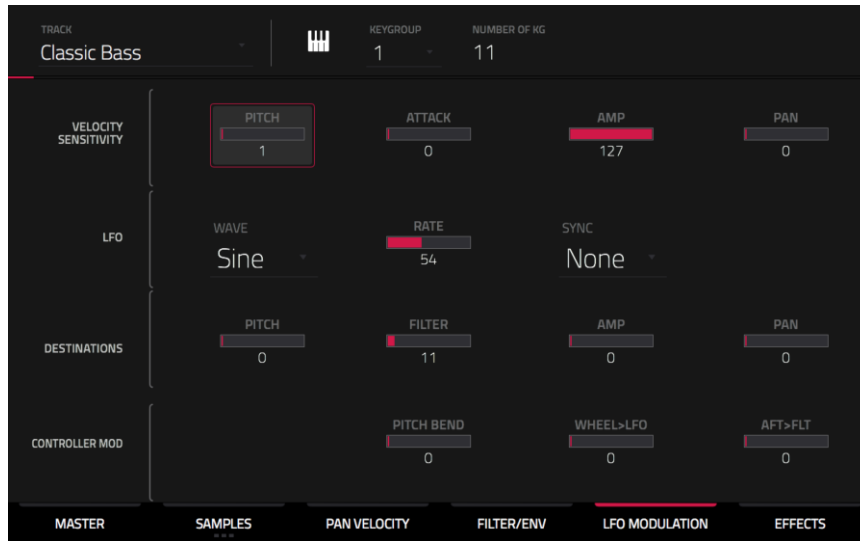 TRACK KEYGROUP NUMBER OF KG
Classic Bass 1 11
VELOCITY
SENSITIVITY
PITCH ATTACK AMP PAN
1 0 127 0
LFO
WAVE RATE SYNC
Sine 54 None
DESTINATIONS
PITCH FILTER AMP PAN
0 11 0 0
CONTROLLER MOD
PITCH BEND WHEEL>LFO AFT>FLT
0 0 0
MASTER SAMPLES PAN VELOCITY FILTER/ENV LFO MODULATION EFFECTS